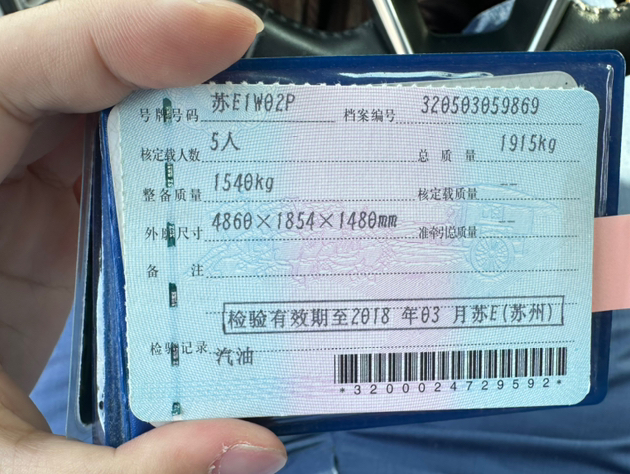 号牌号码 苏E1W02P 档案编号 320503059869
核定载人数 5人 总质量 1915kg
整备质量 1540kg 核定载质量 --
外廓尺寸 4860×1854×1480mm 准牵引总质量 --
备注
检验有效期至2018 年03 月苏E(苏州)
检验记录 汽油
*3200024729592*